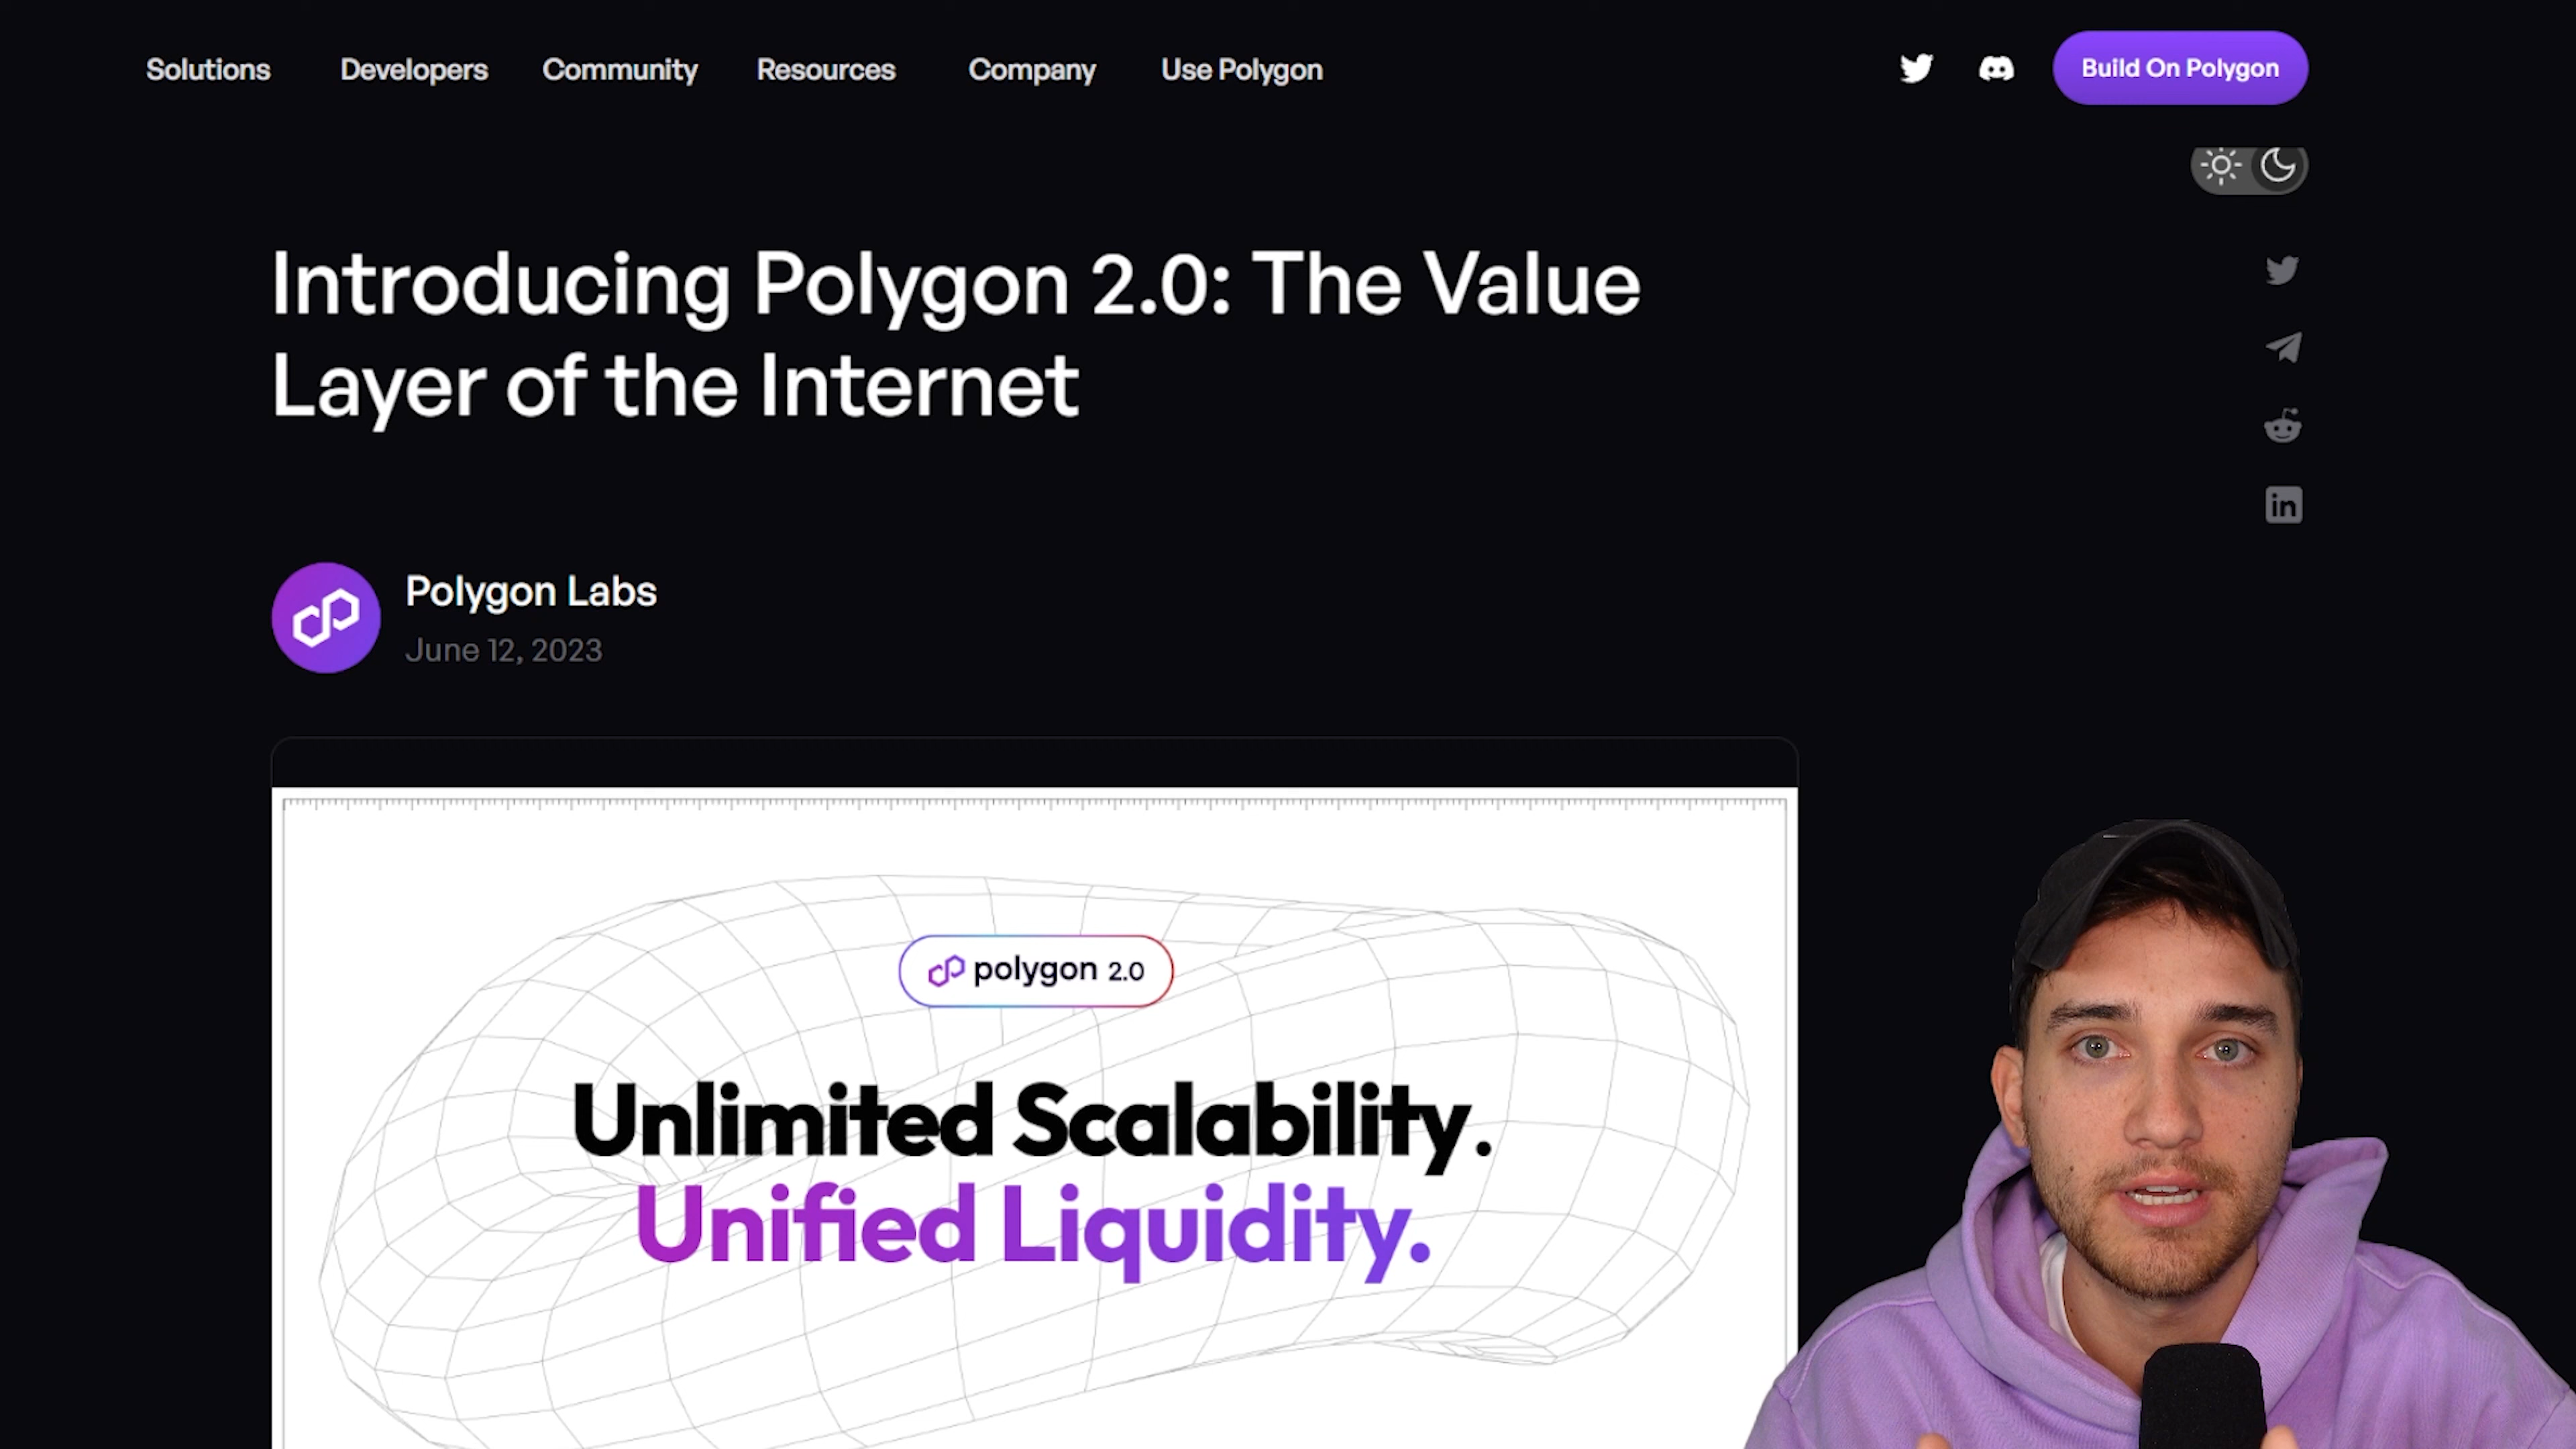 Solutions Developers Community Resources Company Use Polygon Build On Polygon
Introducing Polygon 2.0: The Value
Layer of the Internet
Polygon Labs
June 12, 2023
polygon 2.0
Unlimited Scalability.
Unified Liquidity.
in